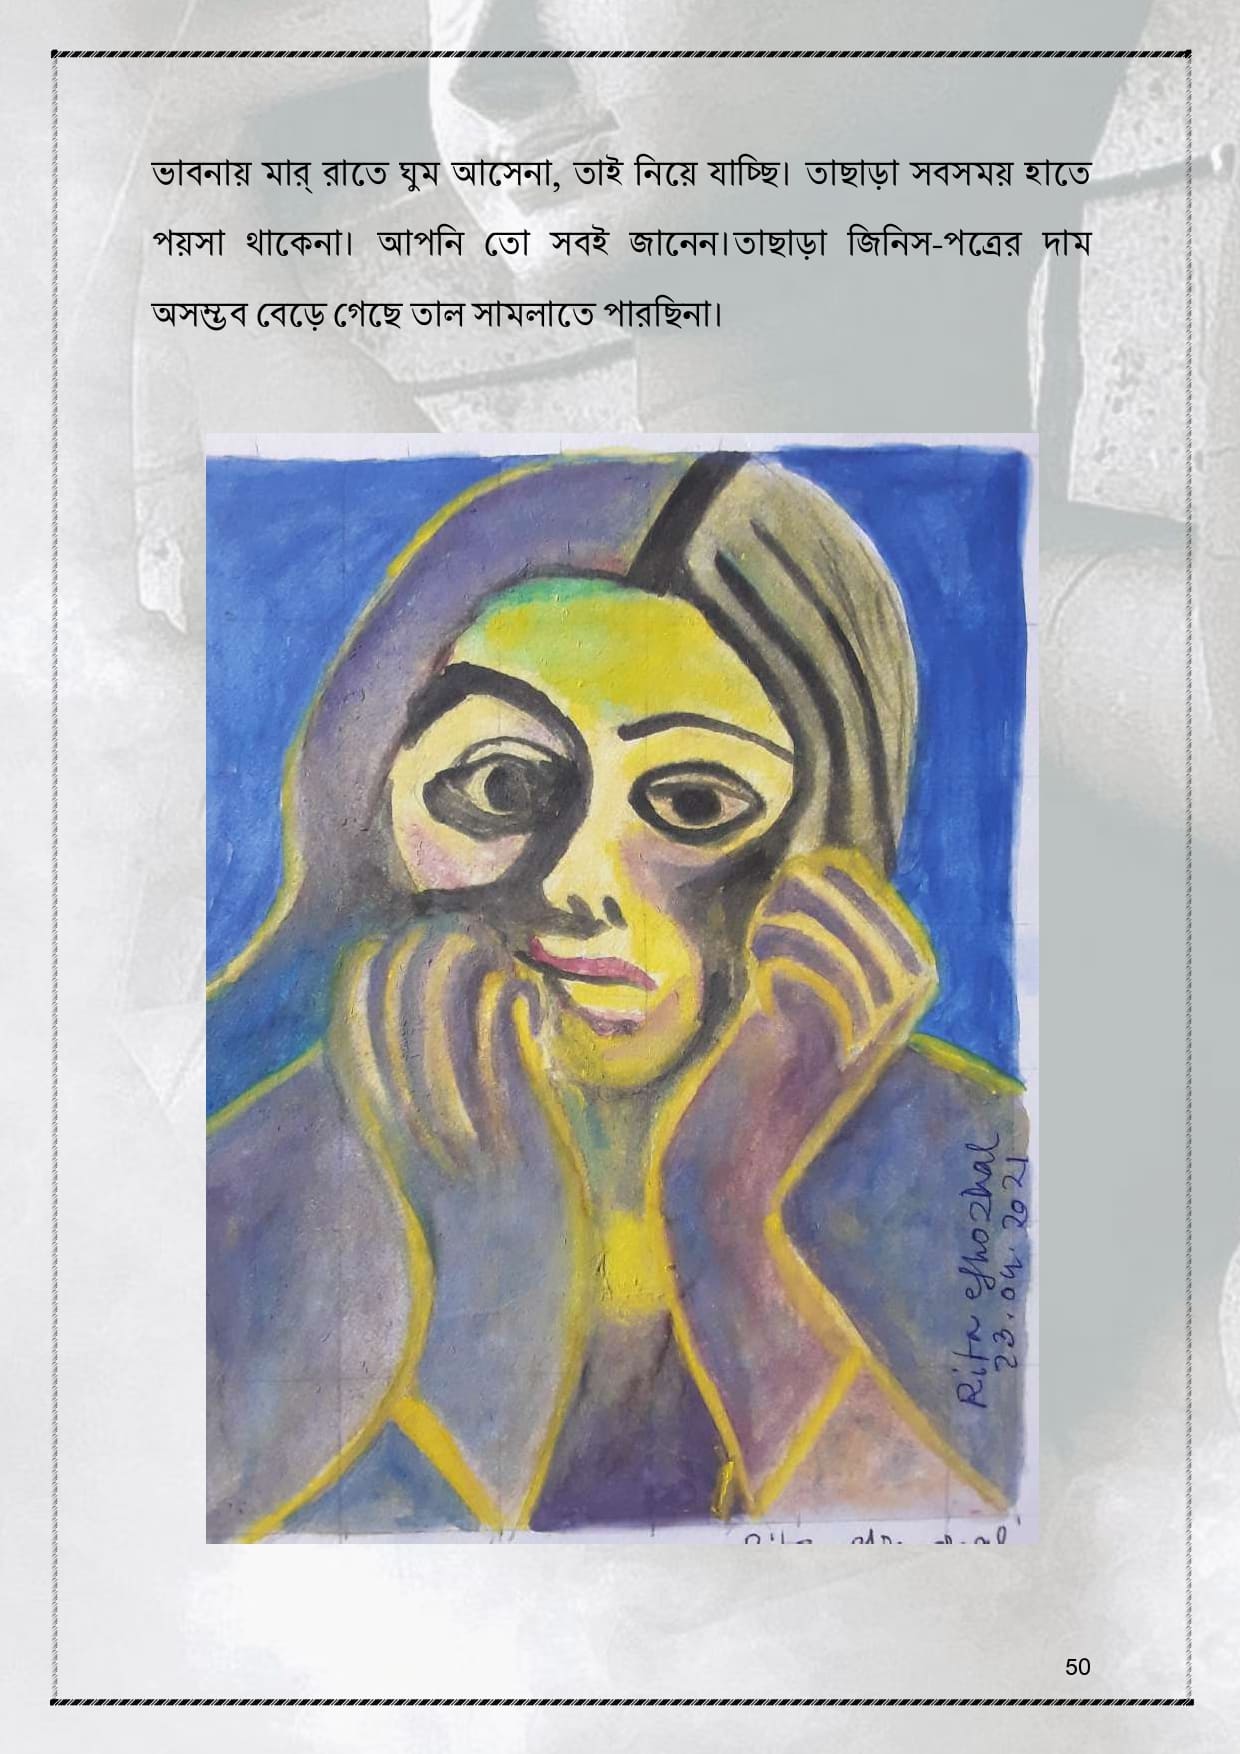 ভাবনায় মার্ রাতে ঘুম আসেনা, তাই নিয়ে যাচ্ছি। তাছাড়া সবসময় হাতে
পয়সা থাকেনা। আপনি তো সবই জানেন।তাছাড়া জিনিস-পত্রের দাম
অসম্ভব বেড়ে গেছে তাল সামলাতে পারছিনা।
Rita Ghoshal
23.04.2021
50